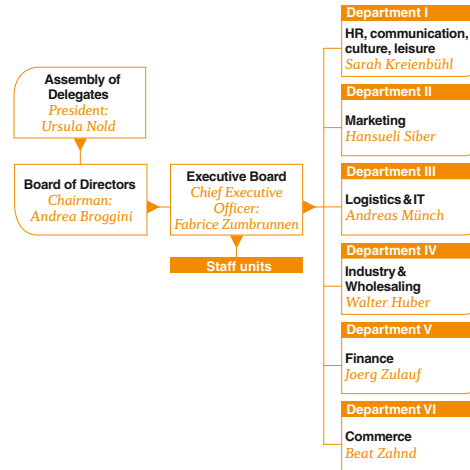 Assembly of
Delegates
President:
Ursula Nold
Board of Directors
Chairman:
Andrea Broggini
Executive Board
Chief Executive
Officer:
Fabrice Zumbrunnen
Staff units
Department I
HR, communication,
culture, leisure
Sarah Kreienbühl
Department II
Marketing
Hansueli Siber
Department III
Logistics & IT
Andreas Münch
Department IV
Industry &
Wholesaling
Walter Huber
Department V
Finance
Joerg Zulauf
Department VI
Commerce
Beat Zahnd